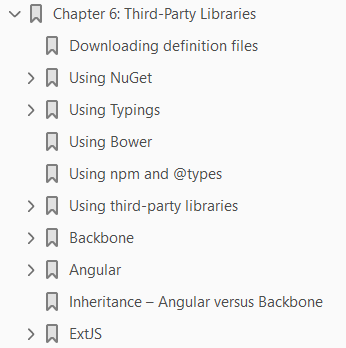 Chapter 6: Third-Party Libraries
Downloading definition files
Using NuGet
Using Typings
Using Bower
Using npm and @types
Using third-party libraries
Backbone
Angular
Inheritance – Angular versus Backbone
ExtJS